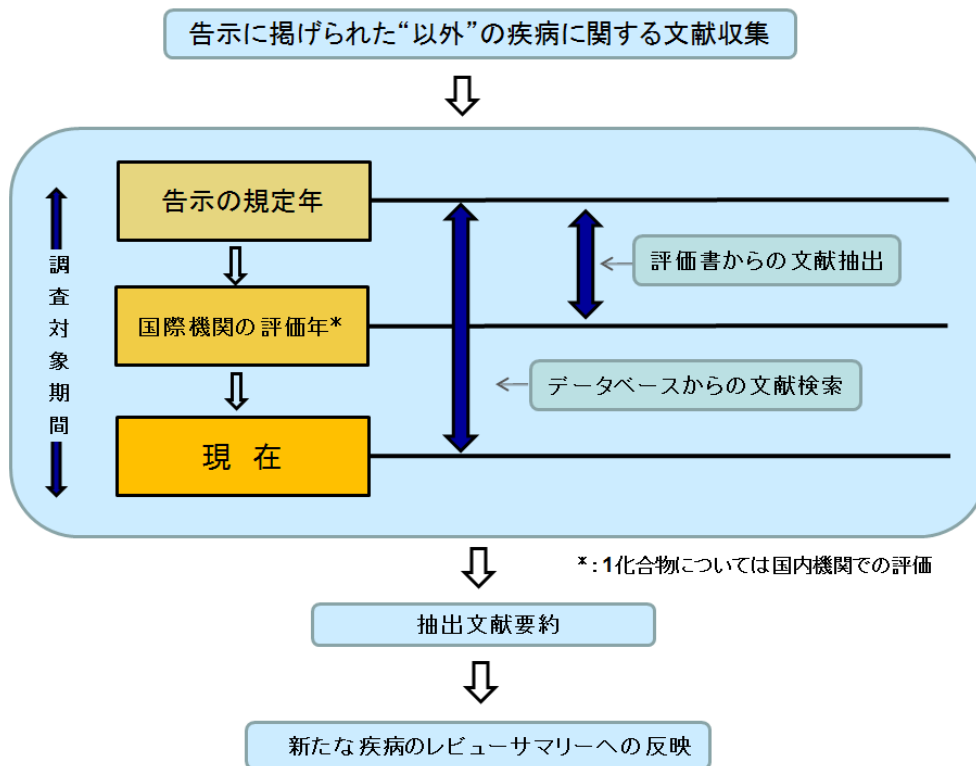 告示に掲げられた“以外”の疾病に関する文献収集
調査対象期間
告示の規定年
評価書からの文献抽出
国際機関の評価年*
データベースからの文献検索
現 在
*:1化合物については国内機関での評価
抽出文献要約
新たな疾病のレビューサマリーへの反映